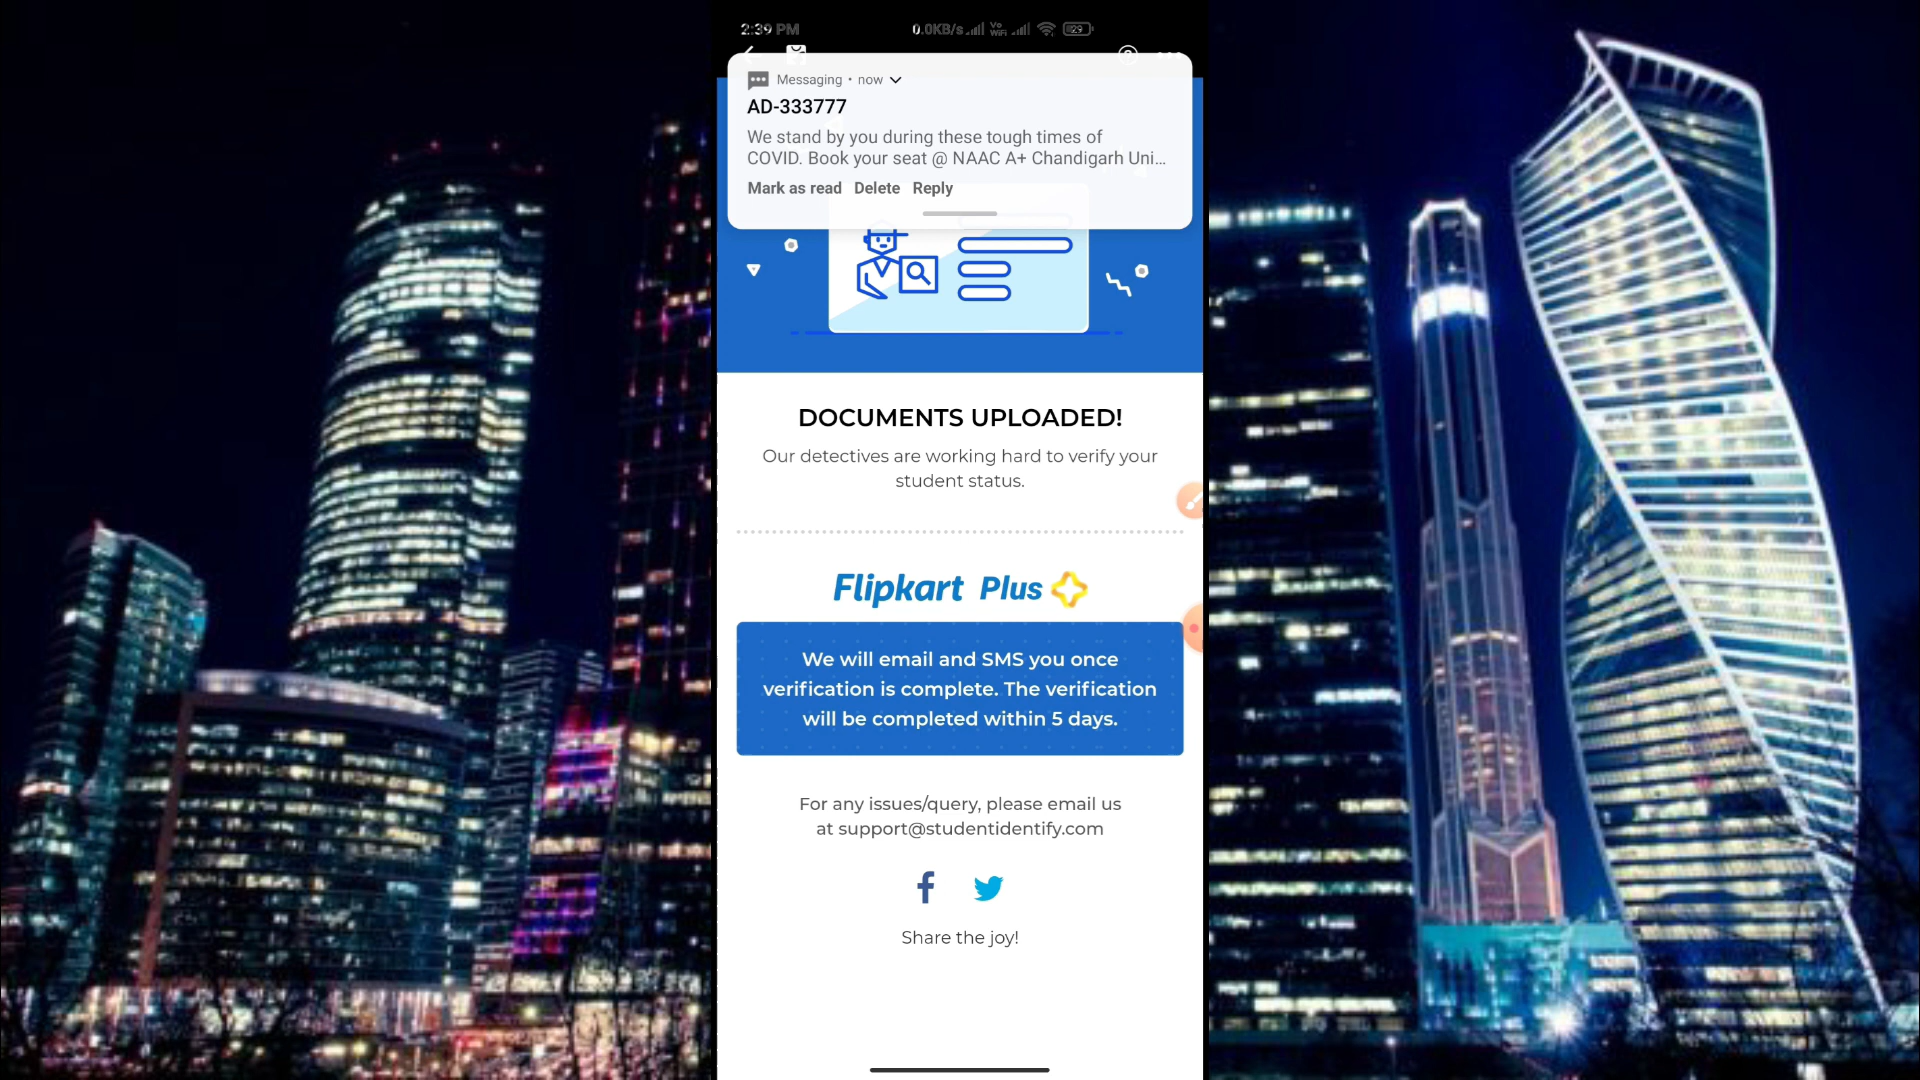 2:39 PM
0.0KB/s
Vo
WiFi
29
Messaging • now
AD-333777
We stand by you during these tough times of
COVID. Book your seat @ NAAC A+ Chandigarh Uni...
Mark as read Delete Reply
DOCUMENTS UPLOADED!
Our detectives are working hard to verify your
student status.
Flipkart Plus
We will email and SMS you once
verification is complete. The verification
will be completed within 5 days.
For any issues/query, please email us
at support@studentidentify.com
Share the joy!